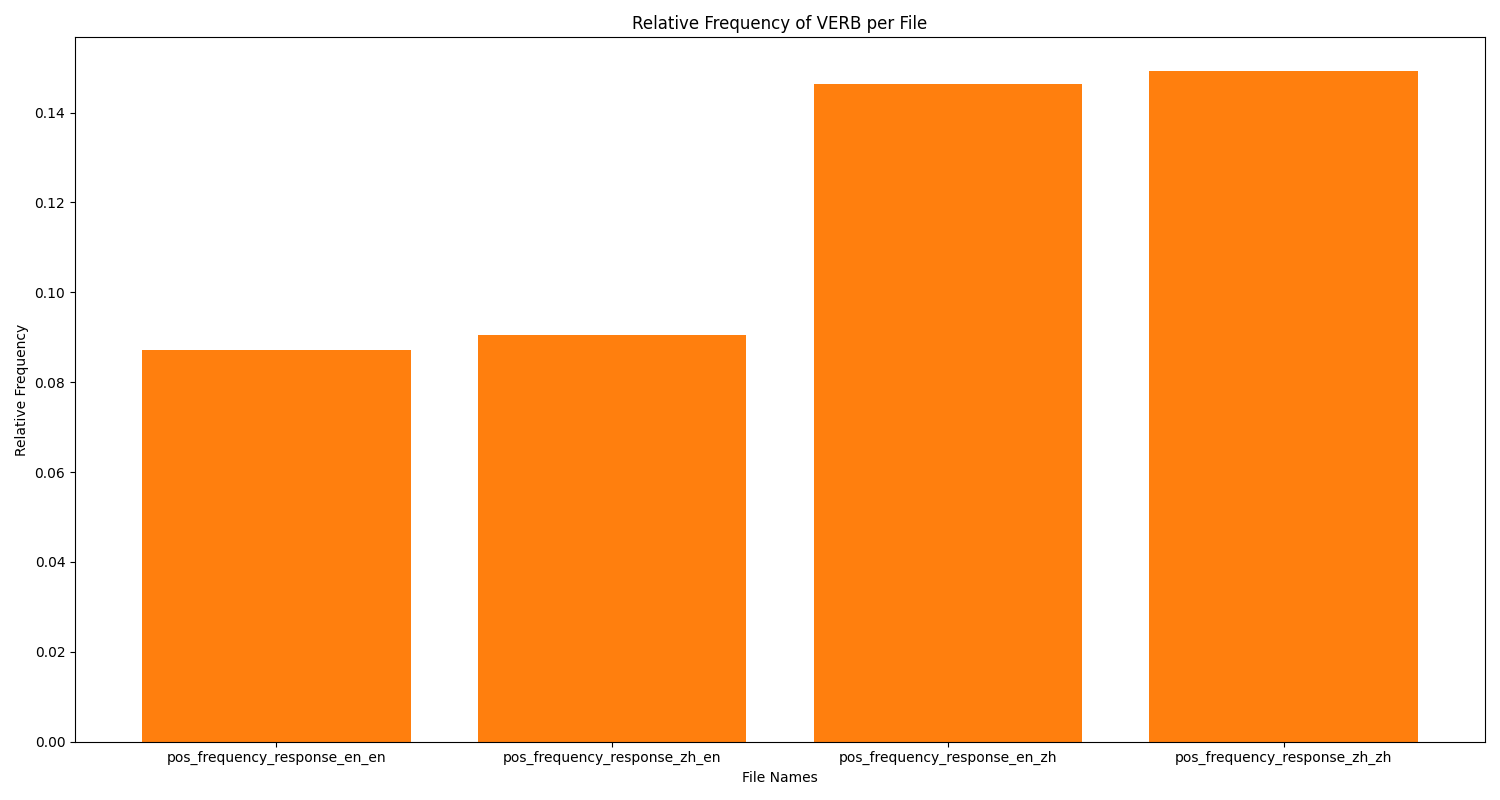 Relative Frequency of VERB per File
Relative Frequency
0.14
0.12
0.10
0.08
0.06
0.04
0.02
0.00
pos_frequency_response_en_en
pos_frequency_response_zh_en
pos_frequency_response_en_zh
pos_frequency_response_zh_zh
File Names